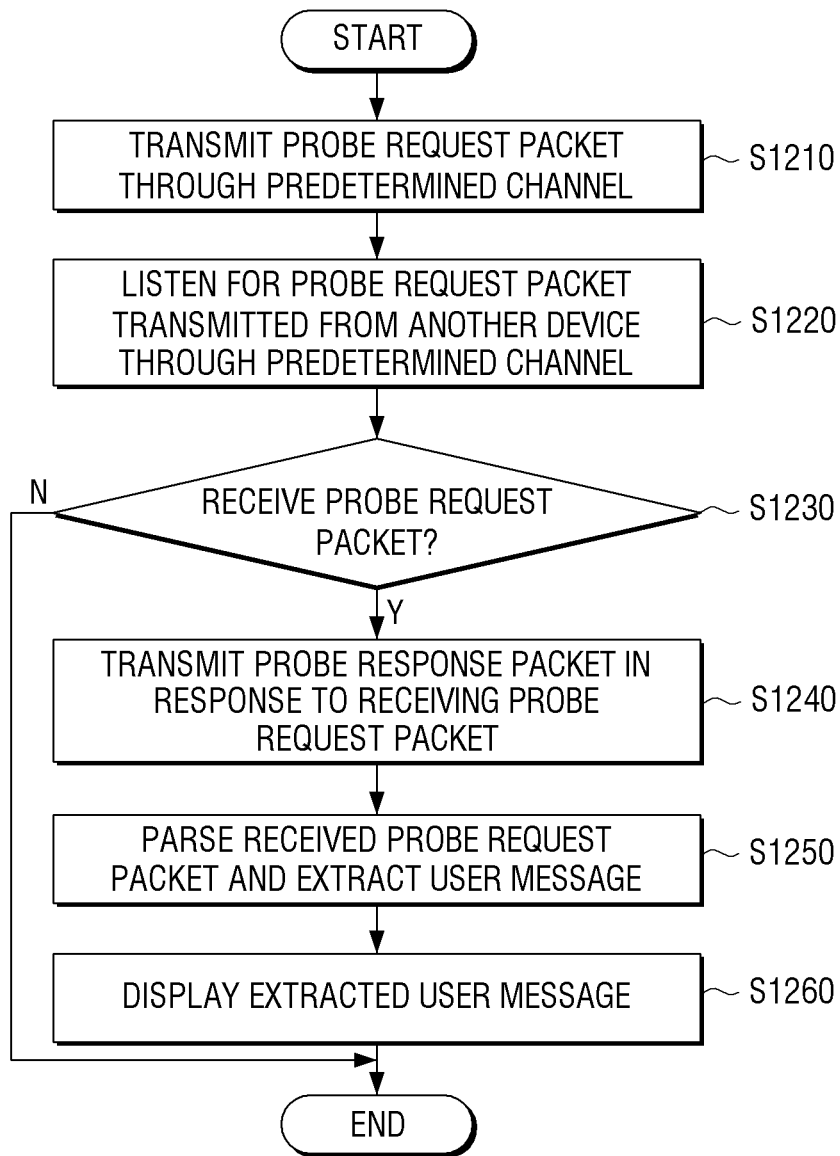 START
TRANSMIT PROBE REQUEST PACKET
THROUGH PREDETERMINED CHANNEL
S1210
LISTEN FOR PROBE REQUEST PACKET
TRANSMITTED FROM ANOTHER DEVICE
THROUGH PREDETERMINED CHANNEL
S1220
N
RECEIVE PROBE REQUEST
PACKET?
S1230
Y
TRANSMIT PROBE RESPONSE PACKET IN
RESPONSE TO RECEIVING PROBE
REQUEST PACKET
S1240
PARSE RECEIVED PROBE REQUEST
PACKET AND EXTRACT USER MESSAGE
S1250
DISPLAY EXTRACTED USER MESSAGE
S1260
END